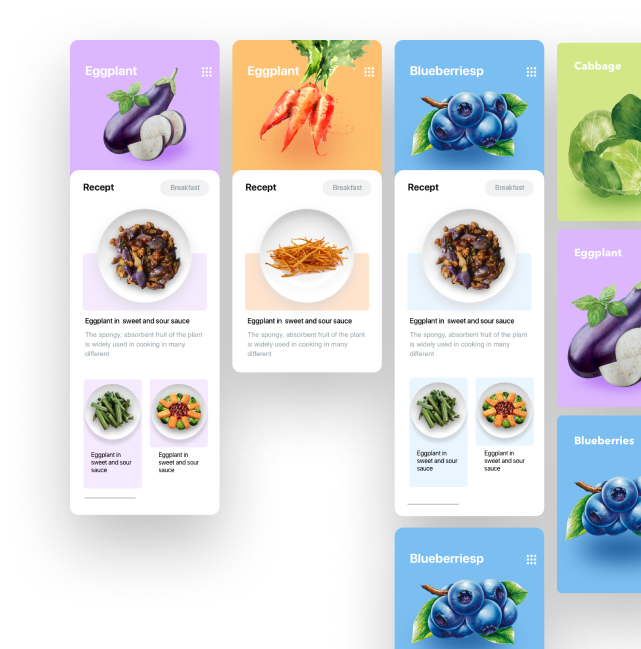 Eggplant
Recept
Breakfast
Eggplant in sweet and sour sauce
The spongy, absorbent fruit of the plant
is widely used in cooking in many
different
Eggplant in
sweet and sour
sauce
Eggplant in
sweet and sour
sauce
Eggplant
Recept
Breakfast
Eggplant in sweet and sour sauce
The spongy, absorbent fruit of the plant
is widely used in cooking in many
different
Blueberriesp
Recept
Breakfast
Eggplant in sweet and sour sauce
The spongy, absorbent fruit of the plant
is widely used in cooking in many
different
Eggplant in
sweet and sour
sauce
Eggplant in
sweet and sour
sauce
Blueberriesp
Cabbage
Eggplant
Blueberries